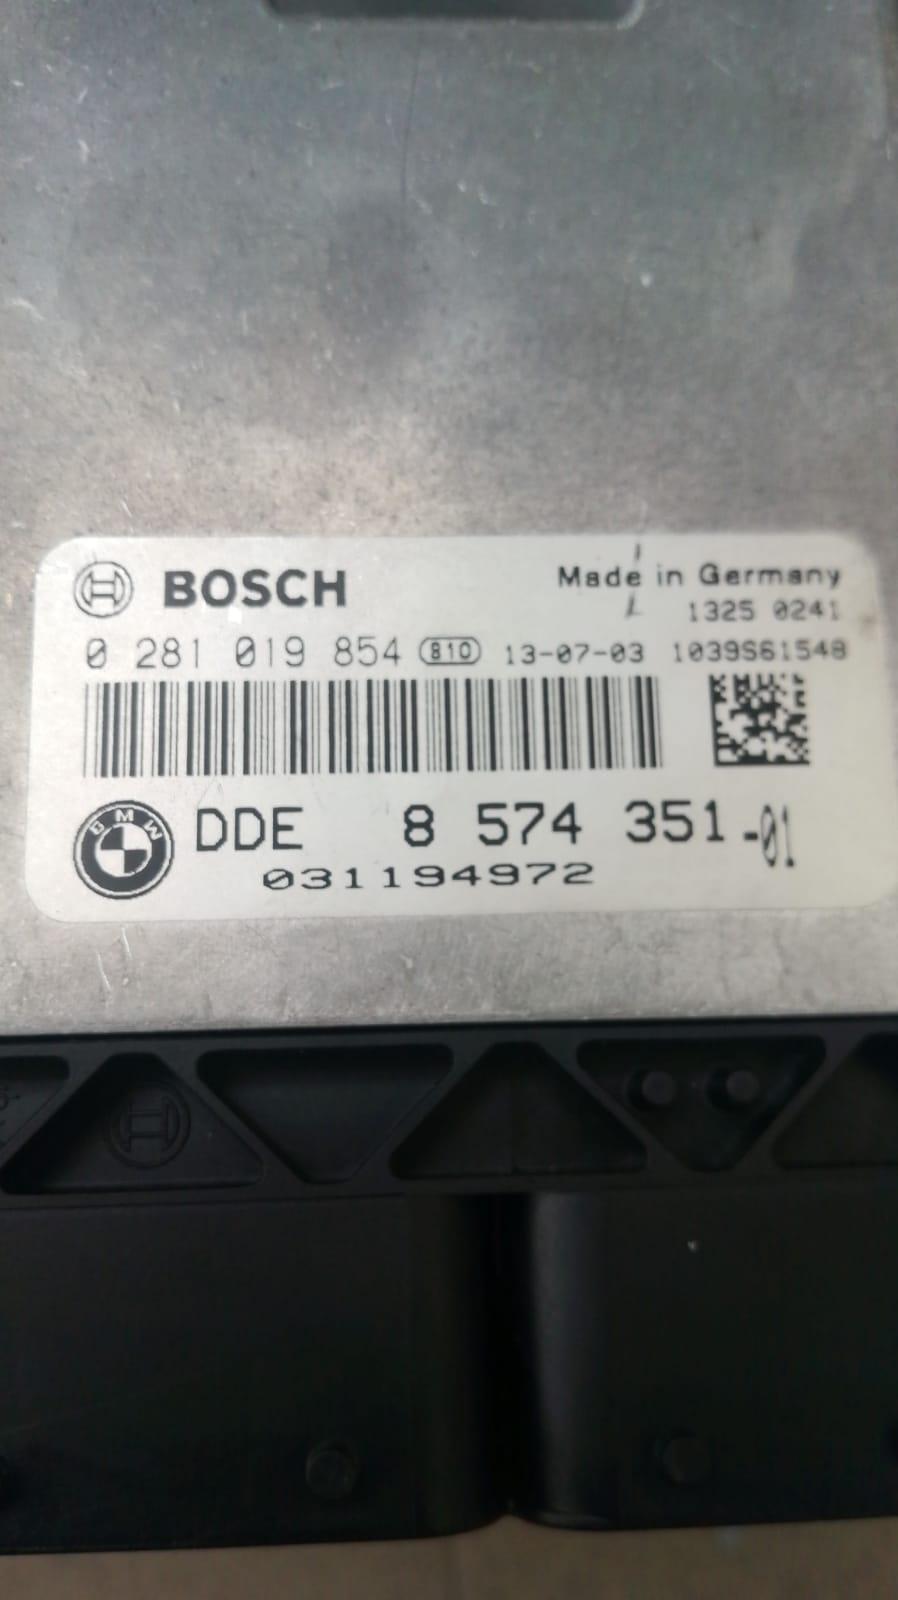 BOSCH
Made in Germany
1325 0241
0 281 019 854 810 13-07-03 1039S61548
BMW
DDE 8 574 351 -01
031194972